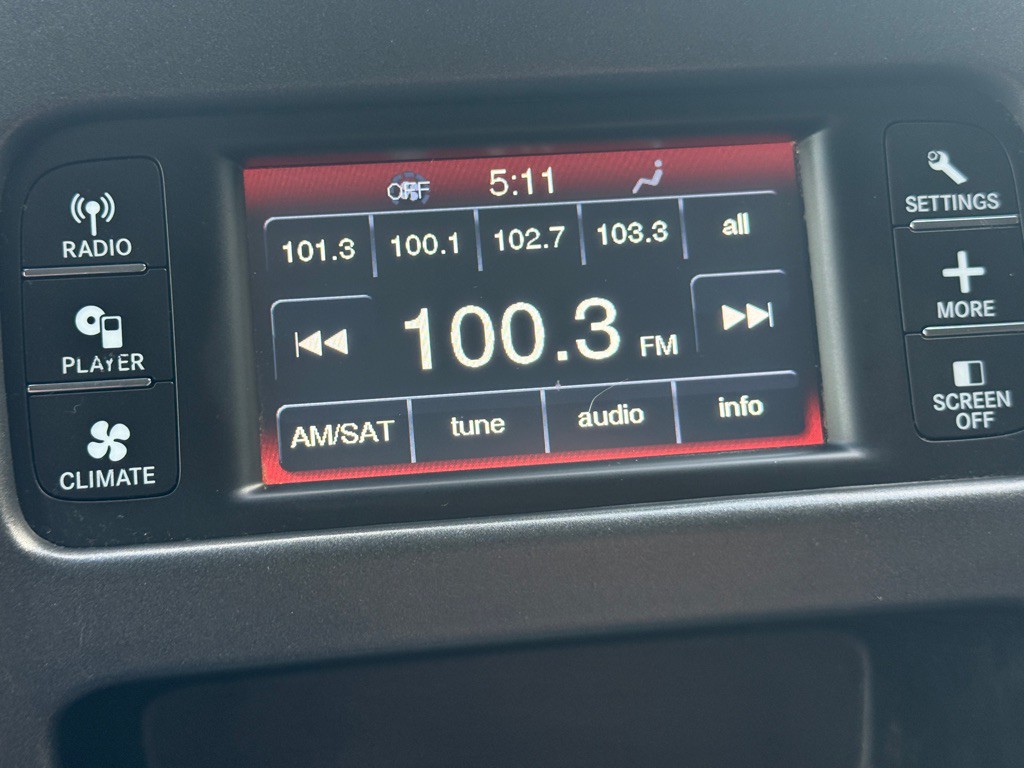 OFF 5:11
101.3 100.1 102.7 103.3 all
100.3 FM
AM/SAT tune audio info
RADIO
PLAYER
CLIMATE
SETTINGS
MORE
SCREEN
OFF